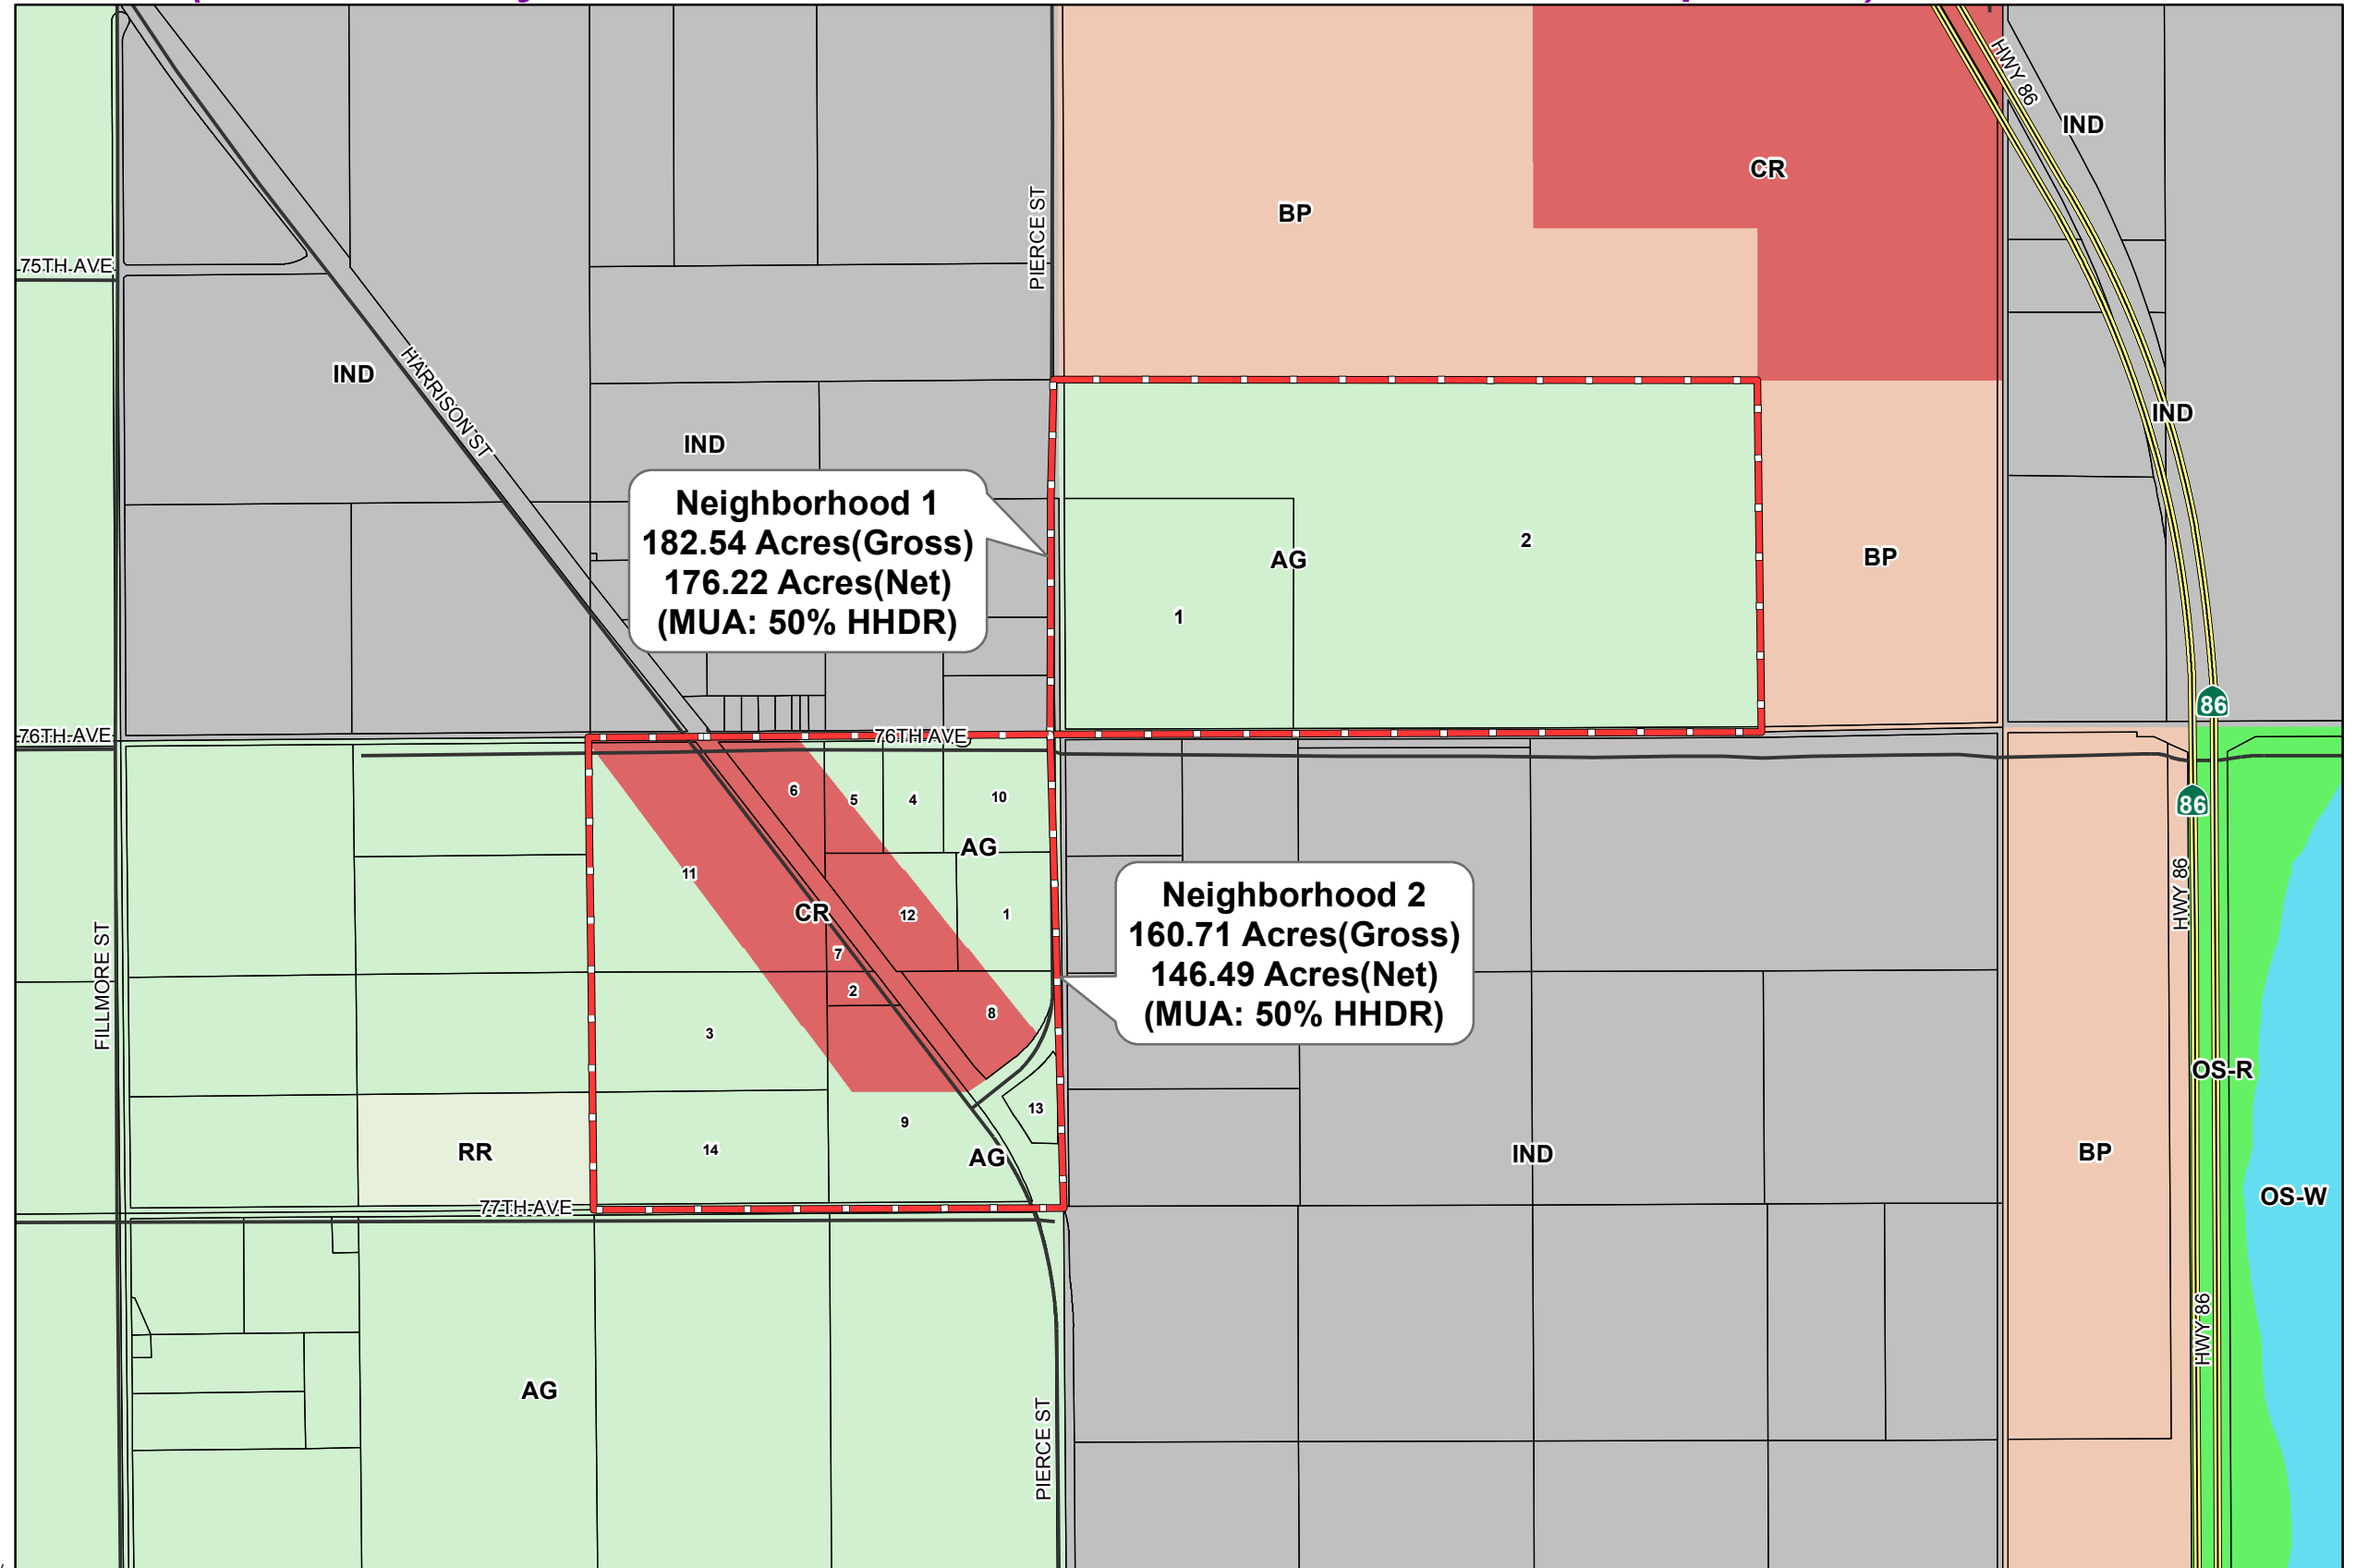 HWY 86
IND
CR
BP
PIERCE ST
75TH AVE
IND
HARRISON ST
IND
IND
Neighborhood 1
182.54 Acres(Gross)
176.22 Acres(Net)
(MUA: 50% HHDR)
AG
2
1
BP
86
76TH AVE
76TH AVE
86
6
5
4
10
AG
11
CR
12
1
7
2
8
3
Neighborhood 2
160.71 Acres(Gross)
146.49 Acres(Net)
(MUA: 50% HHDR)
HWY 86
FILLMORE ST
OS-R
13
9
14
AG
RR
IND
BP
OS-W
77TH AVE
HWY 86
AG
PIERCE ST